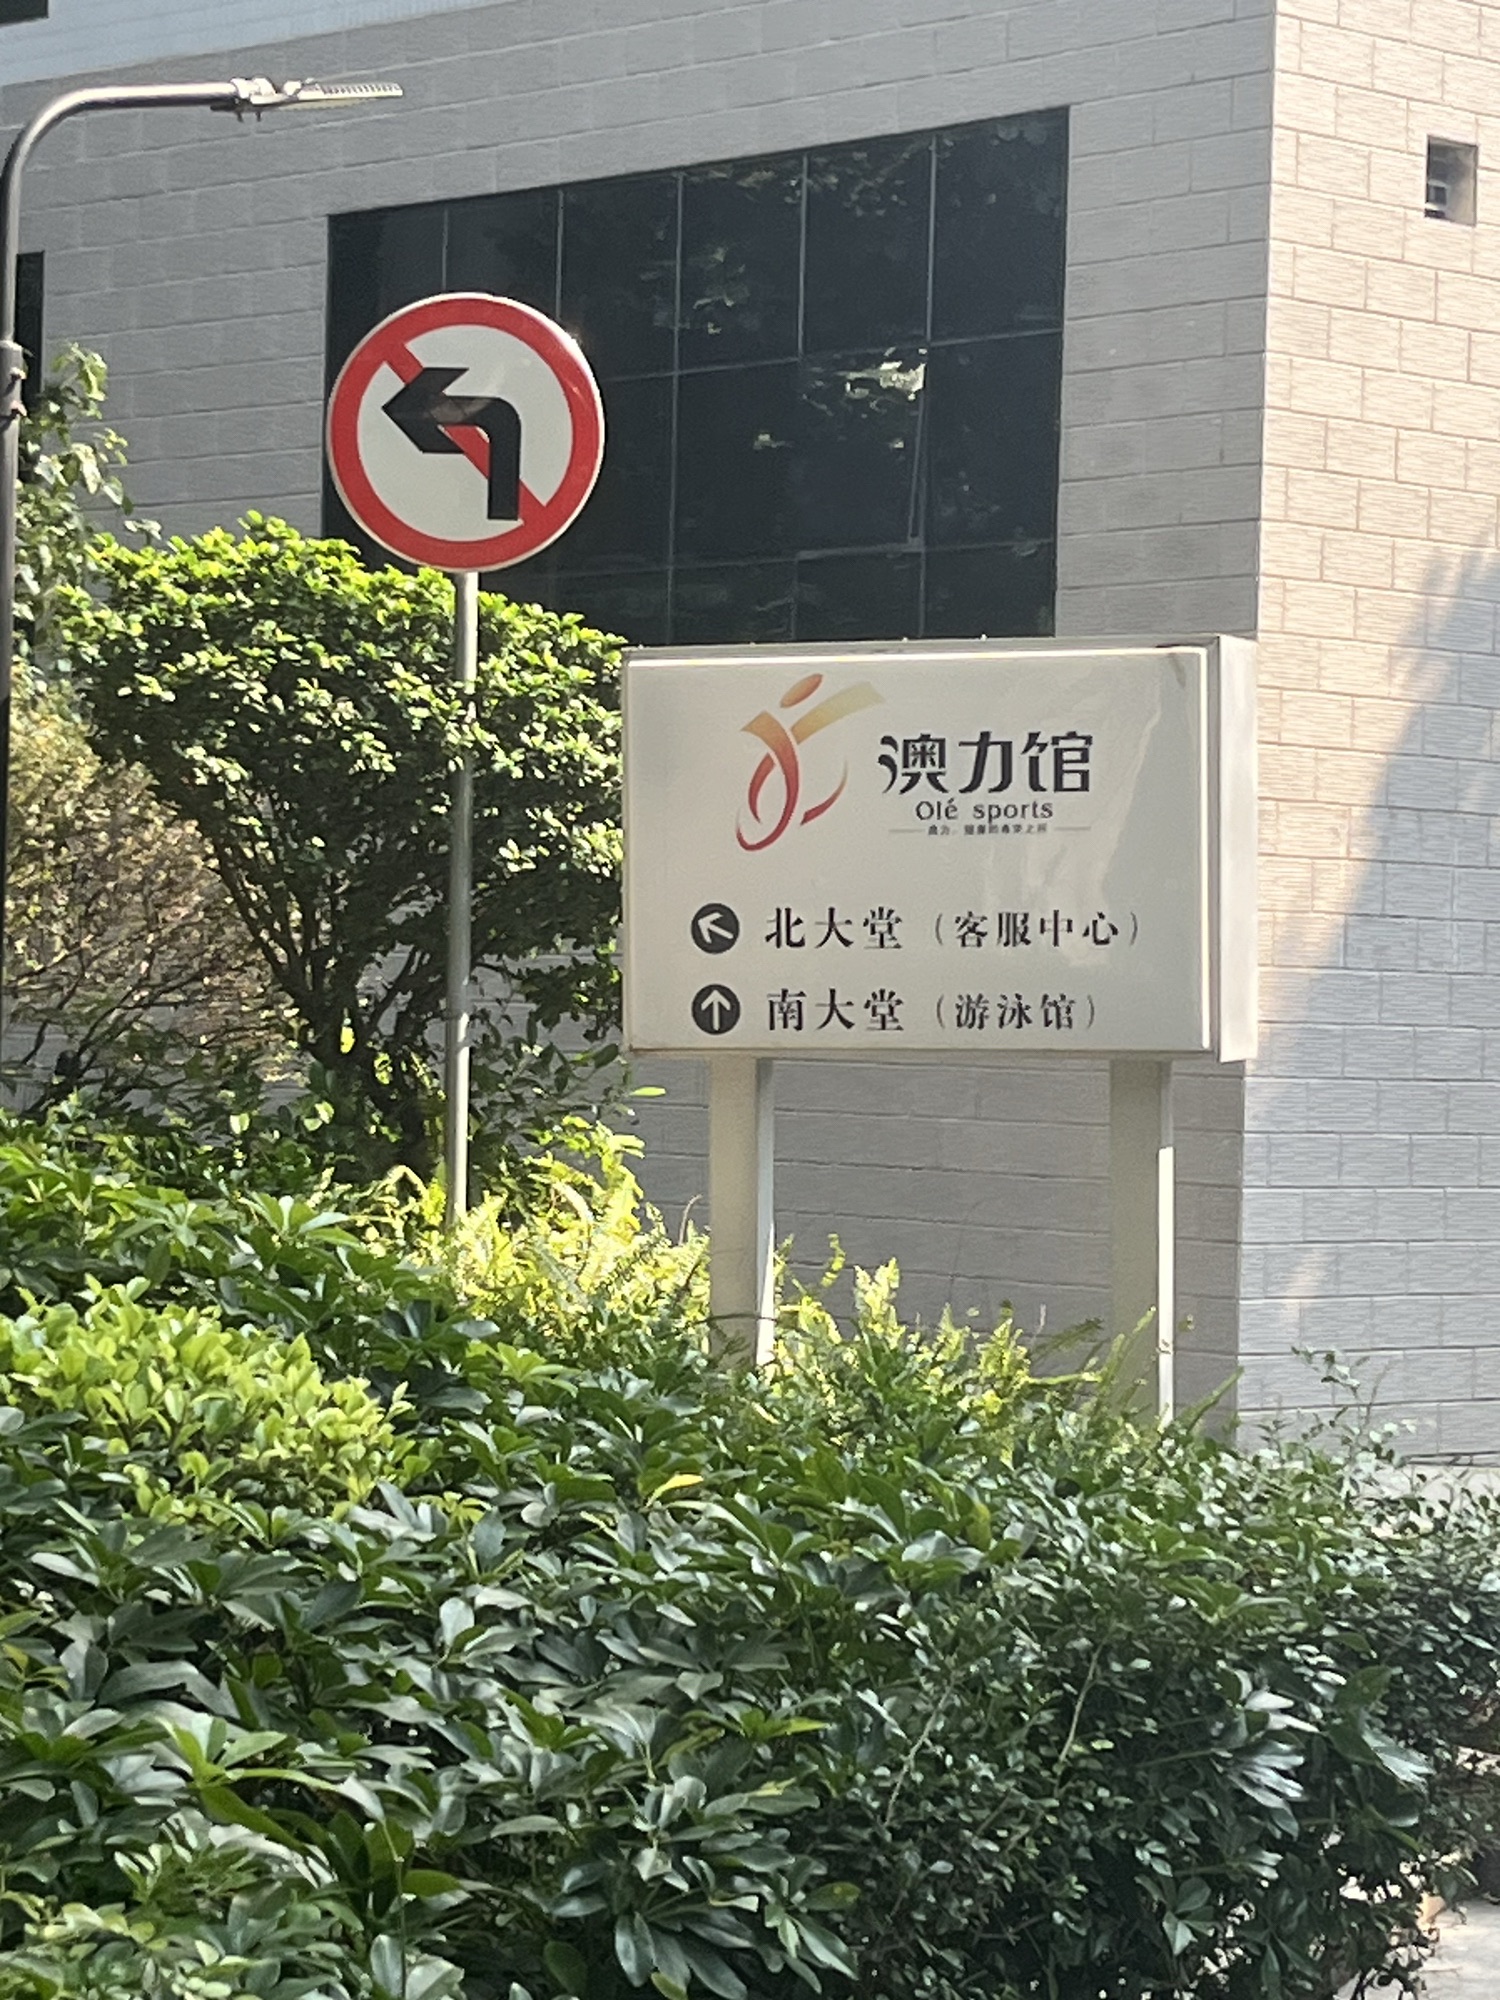 澳力馆
Olé sports
北大堂（客服中心）
南大堂（游泳馆）